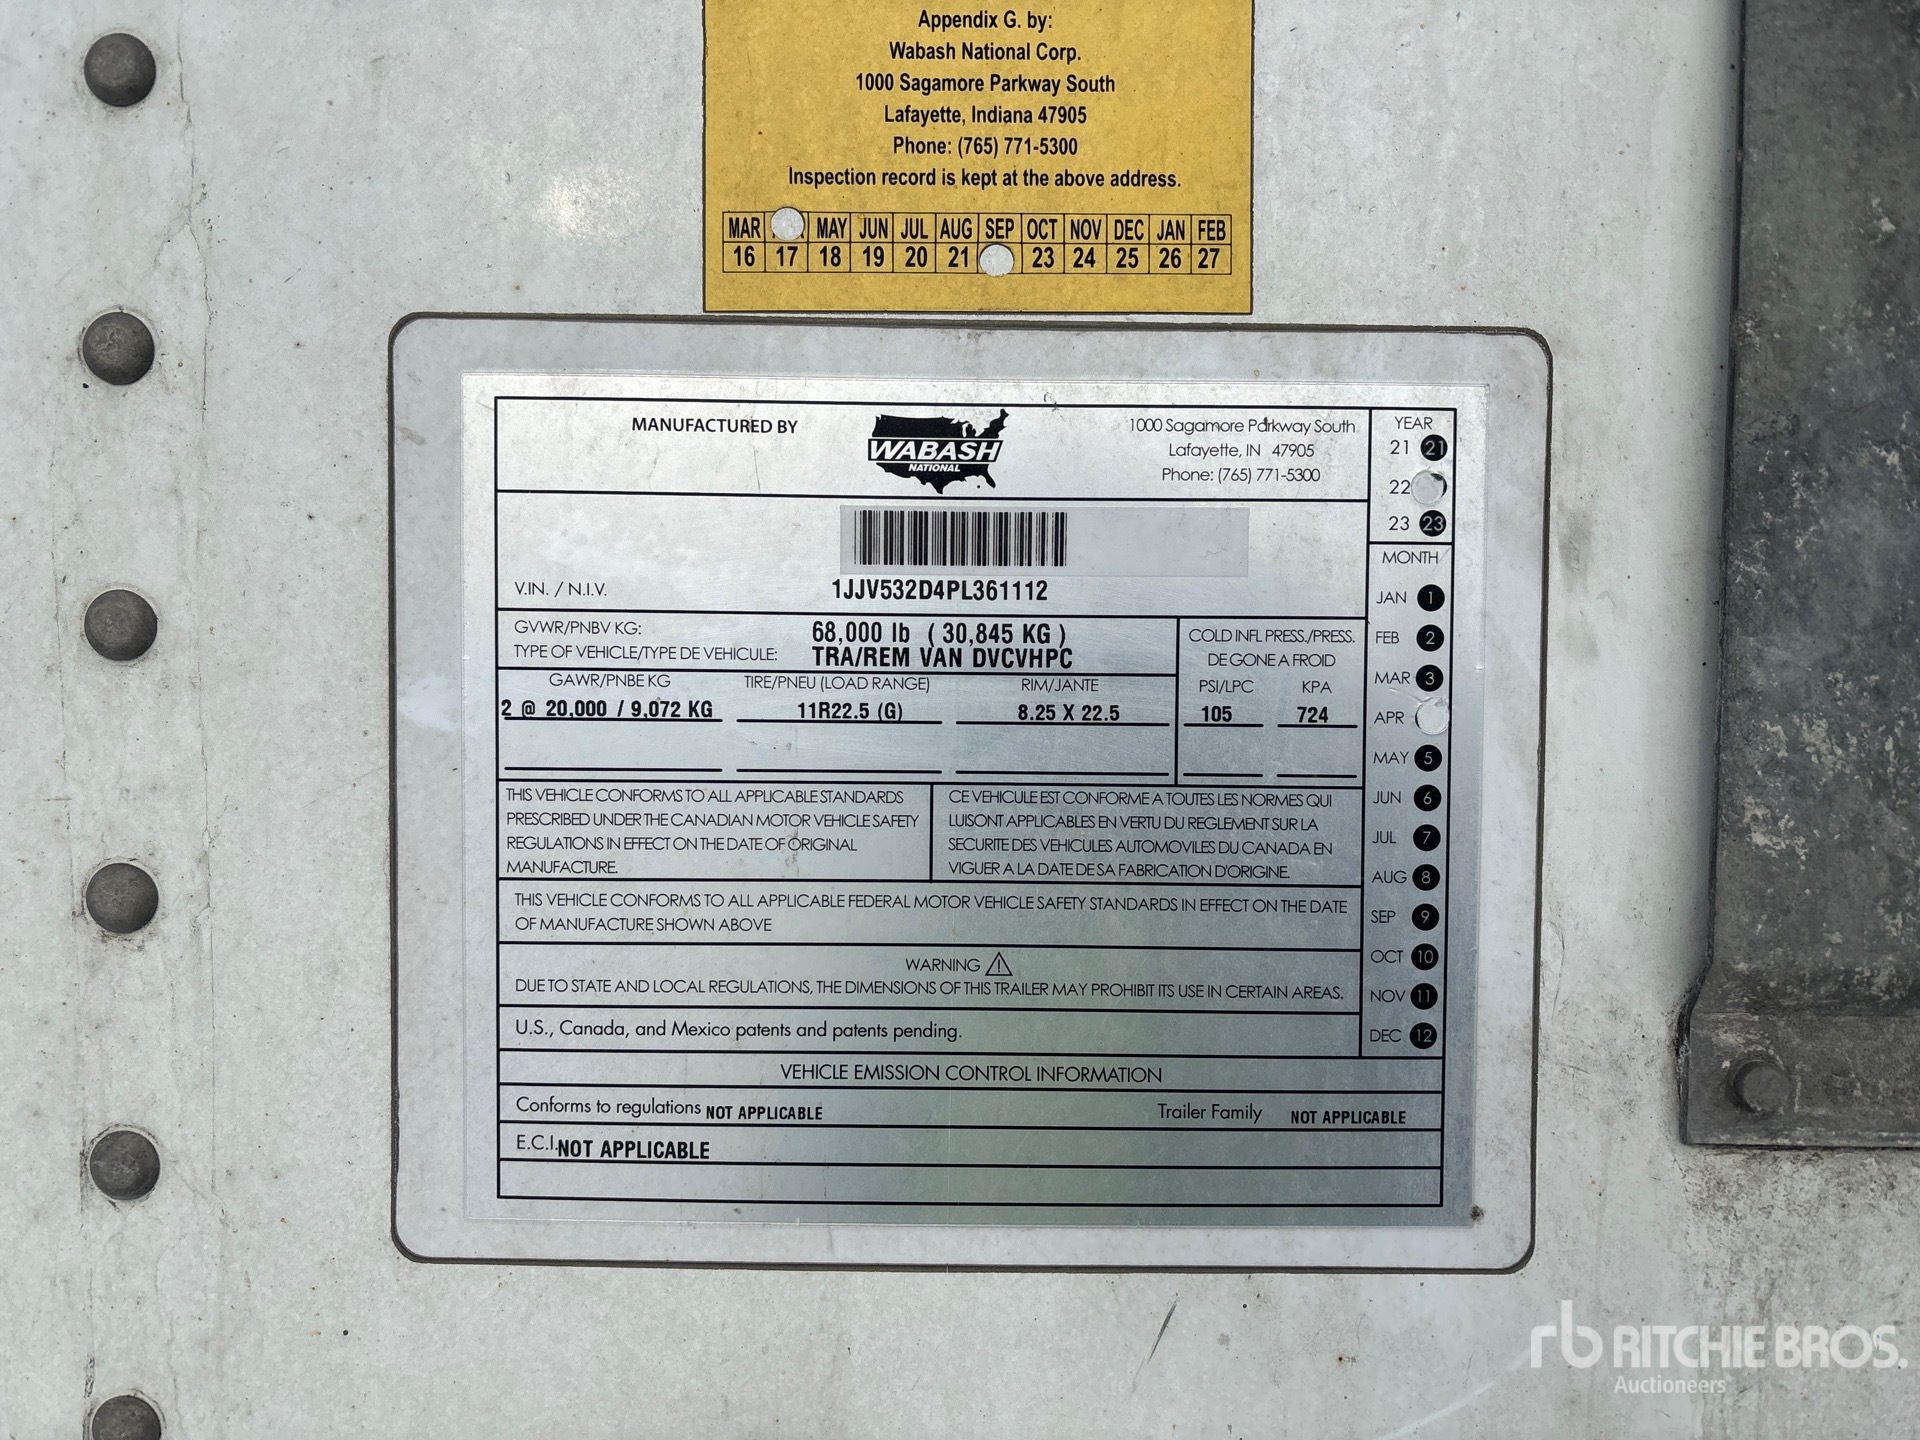 Appendix G. by:
Wabash National Corp.
1000 Sagamore Parkway South
Lafayette, Indiana 47905
Phone: (765) 771-5300
Inspection record is kept at the above address.
MAR MAY JUN JUL AUG SEP OCT NOV DEC JAN FEB
16 17 18 19 20 21 23 24 25 26 27
MANUFACTURED BY
WABASH
NATIONAL
1000 Sagamore Parkway South
Lafayette, IN 47905
Phone: (765) 771-5300
YEAR
21 21
22
23 23
V.IN. / N.I.V. 1JJV532D4PL361112
GVWR/PNBV KG: 68,000 lb ( 30,845 KG )
TYPE OF VEHICLE/TYPE DE VEHICULE: TRA/REM VAN DVCVHPC
COLD INFL PRESS./PRESS.
DE GONE A FROID
GAWR/PNBE KG TIRE/PNEU (LOAD RANGE) RIM/JANTE PSI/LPC KPA
2 @ 20,000 / 9,072 KG 11R22.5 (G) 8.25 X 22.5 105 724
THIS VEHICLE CONFORMS TO ALL APPLICABLE STANDARDS
PRESCRIBED UNDER THE CANADIAN MOTOR VEHICLE SAFETY
REGULATIONS IN EFFECT ON THE DATE OF ORIGINAL
MANUFACTURE.
CE VEHICULE EST CONFORME A TOUTES LES NORMES QUI
LUISONT APPLICABLES EN VERTU DU REGLEMENT SUR LA
SECURITE DES VEHICULES AUTOMOVILES DU CANADA EN
VIGUER A LA DATE DE SA FABRICATION D'ORIGINE.
THIS VEHICLE CONFORMS TO ALL APPLICABLE FEDERAL MOTOR VEHICLE SAFETY STANDARDS IN EFFECT ON THE DATE
OF MANUFACTURE SHOWN ABOVE
WARNING
DUE TO STATE AND LOCAL REGULATIONS, THE DIMENSIONS OF THIS TRAILER MAY PROHIBIT ITS USE IN CERTAIN AREAS.
U.S., Canada, and Mexico patents and patents pending.
MONTH
JAN 1
FEB 2
MAR 3
APR
MAY 5
JUN 6
JUL 7
AUG 8
SEP 9
OCT 10
NOV 11
DEC 12
VEHICLE EMISSION CONTROL INFORMATION
Conforms to regulations NOT APPLICABLE Trailer Family NOT APPLICABLE
E.C.I. NOT APPLICABLE
rb RITCHIE BROS.
Auctioneers